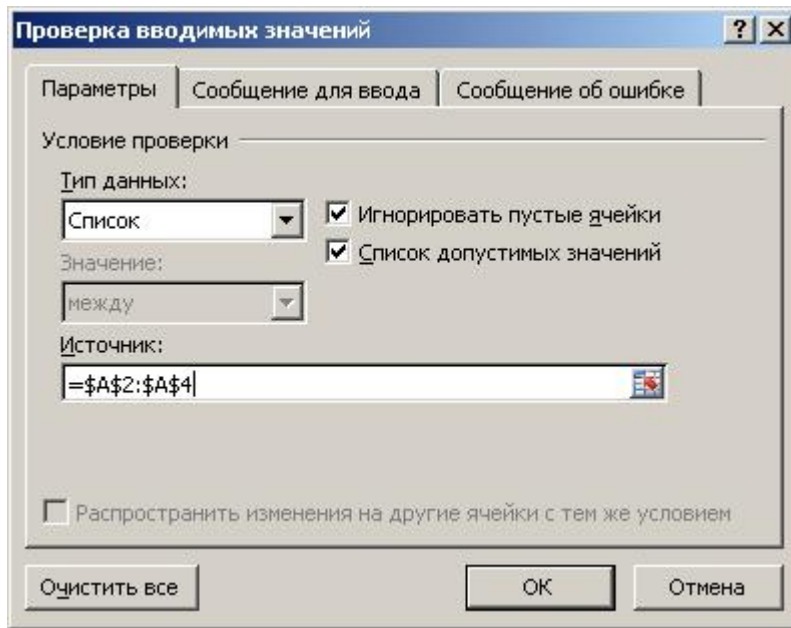 Проверка вводимых значений
Параметры Сообщение для ввода Сообщение об ошибке
Условие проверки
Тип данных:
Список Игнорировать пустые ячейки
Список допустимых значений
Значение:
между
Источник:
=$A$2:$A$4
Распространить изменения на другие ячейки с тем же условием
Очистить все ОК Отмена